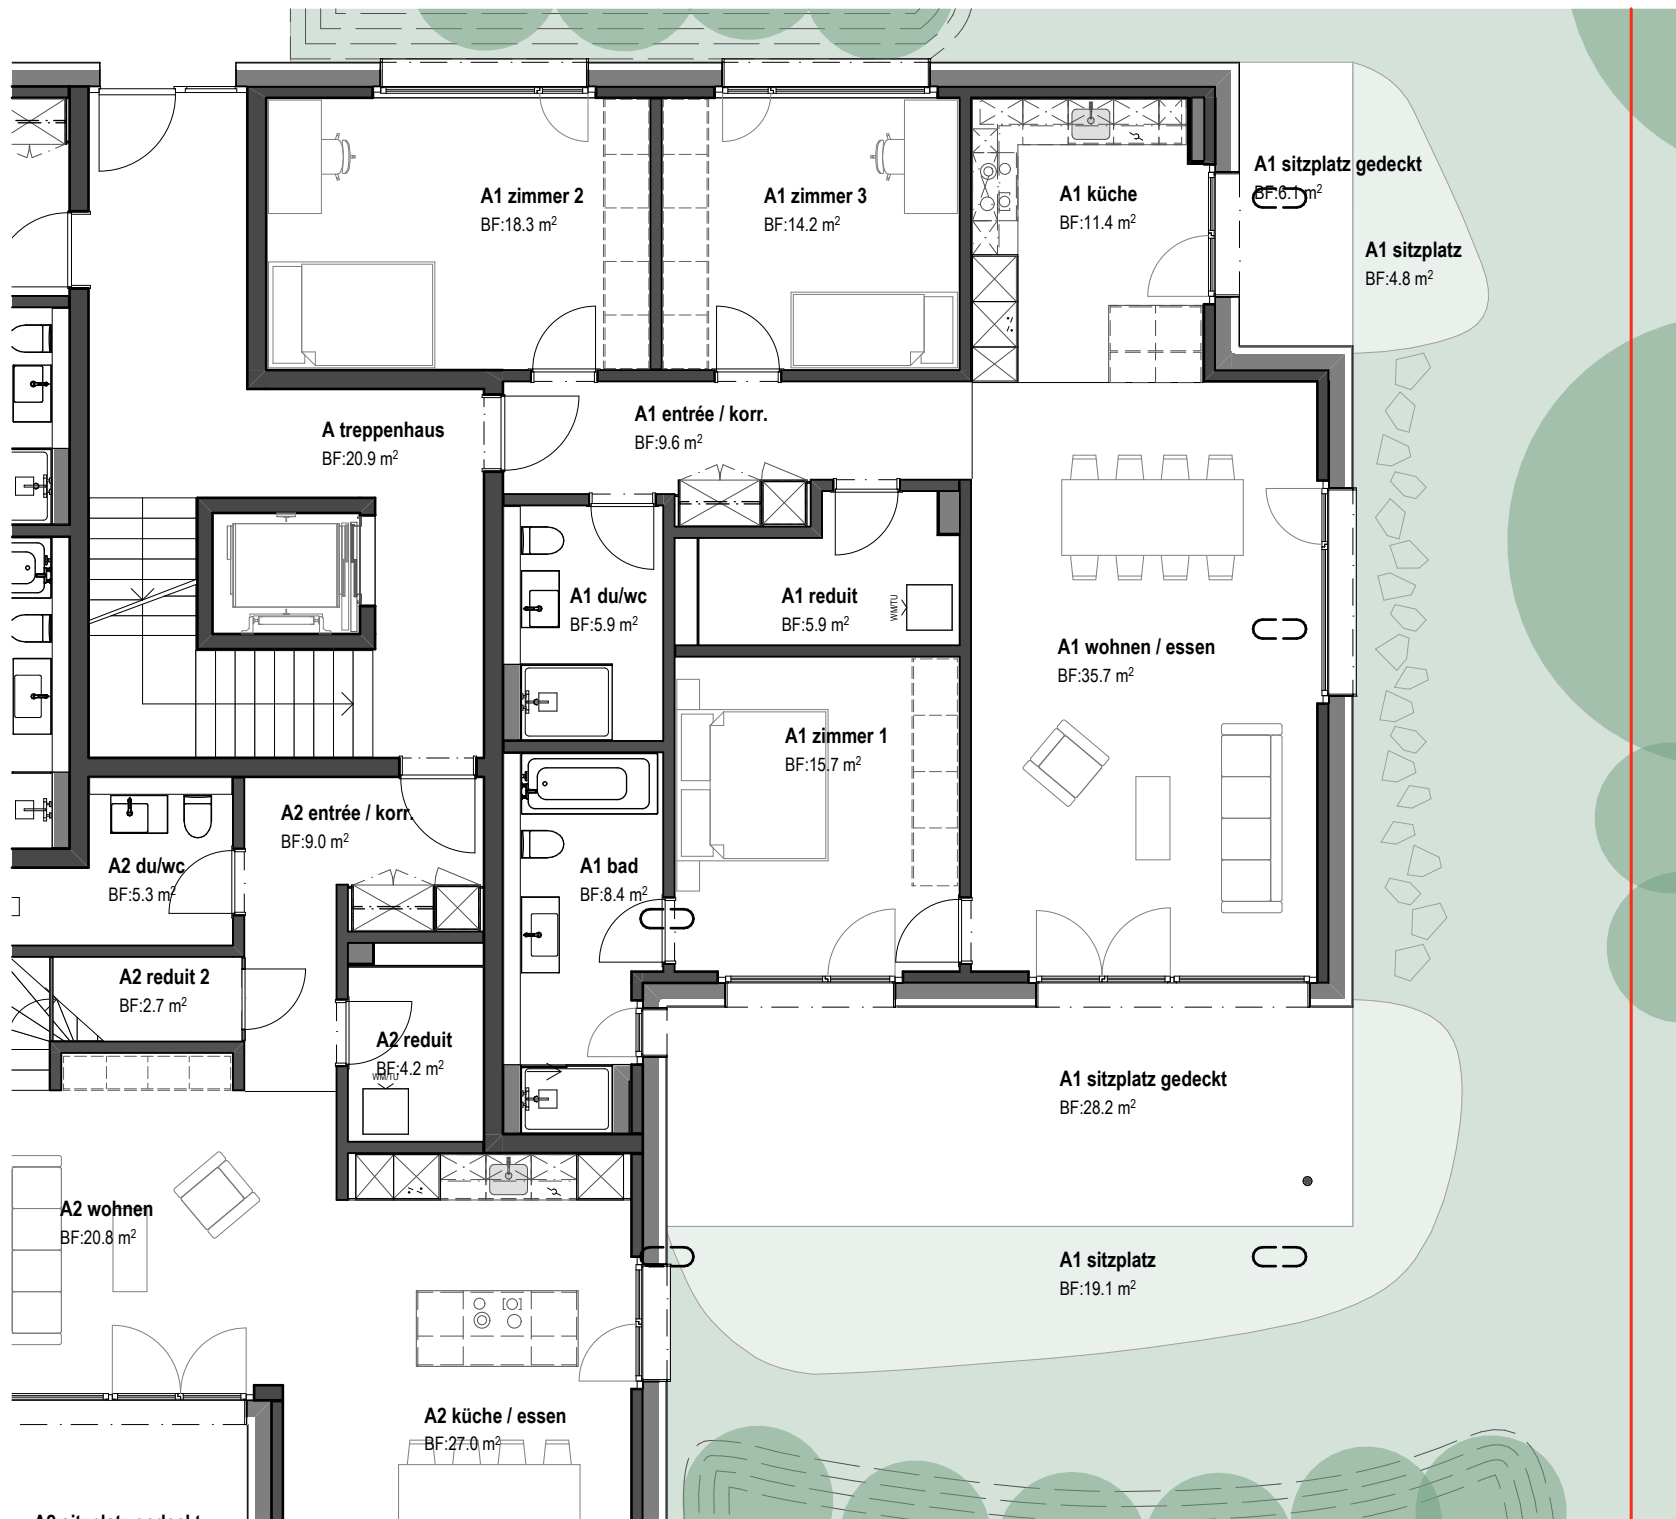 A1 sitzplatz gedeckt
BF:6.1 m²
A1 zimmer 2
BF:18.3 m²
A1 zimmer 3
BF:14.2 m²
A1 küche
BF:11.4 m²
A1 sitzplatz
BF:4.8 m²
A treppenhaus
BF:20.9 m²
A1 entrée / korr.
BF:9.6 m²
A1 du/wc
BF:5.9 m²
A1 reduit
BF:5.9 m²
WM/TU
A1 wohnen / essen
BF:35.7 m²
A1 zimmer 1
BF:15.7 m²
A2 entrée / korr.
BF:9.0 m²
A2 du/wc
BF:5.3 m²
A1 bad
BF:8.4 m²
A2 reduit 2
BF:2.7 m²
A2 reduit
BF:4.2 m²
WM/TU
A1 sitzplatz gedeckt
BF:28.2 m²
A2 wohnen
BF:20.8 m²
A1 sitzplatz
BF:19.1 m²
A2 küche / essen
BF:27.0 m²